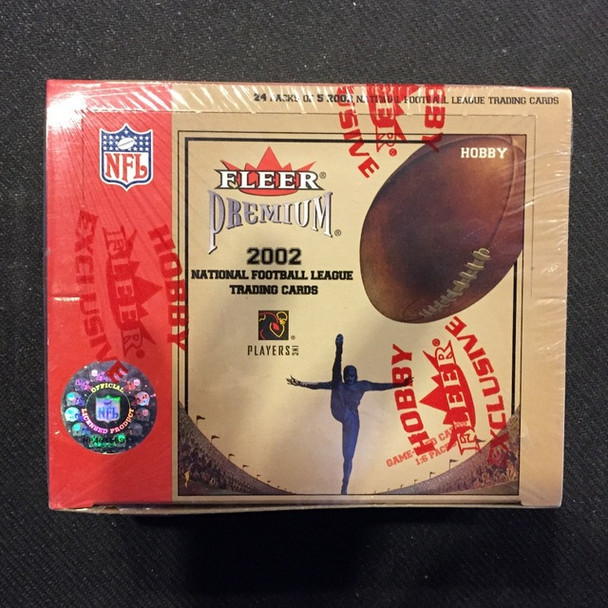 24 PACKS OF 5 2002 NATIONAL FOOTBALL LEAGUE TRADING CARDS
NFL
HOBBY
FLEER®
PREMIUM®
2002
NATIONAL FOOTBALL LEAGUE
TRADING CARDS
PLAYERS INC
HOBBY
FLEER®
EXCLUSIVE
HOBBY
FLEER®
EXCLUSIVE
HOBBY
EXCLUSIVE
GAME-USED CARDS
1:6 PACKS
OFFICIAL
NFL
LICENSED PRODUCT